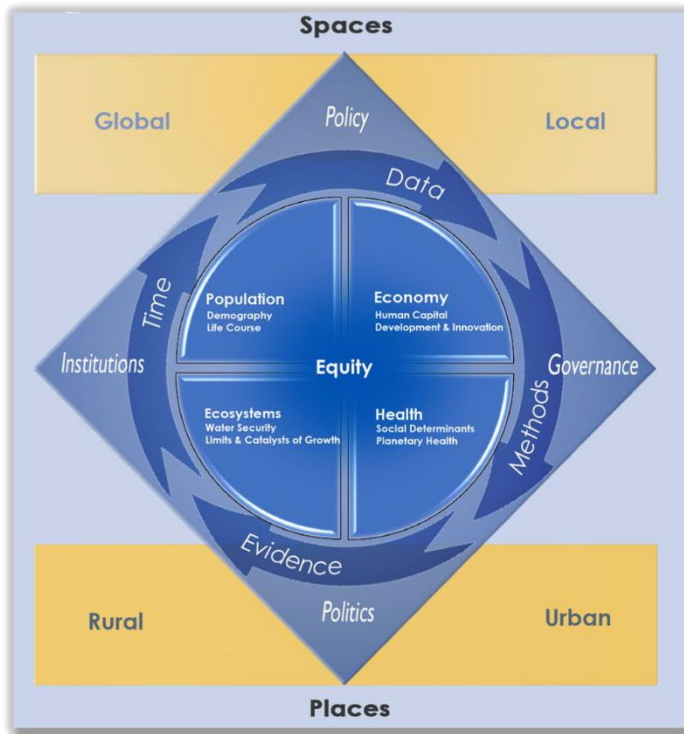 Spaces
Global
Local
Policy
Data
Time
Population
Demography
Life Course
Economy
Human Capital
Development & Innovation
Institutions
Equity
Governance
Ecosystems
Water Security
Limits & Catalysts of Growth
Health
Social Determinants
Planetary Health
Methods
Evidence
Politics
Rural
Urban
Places